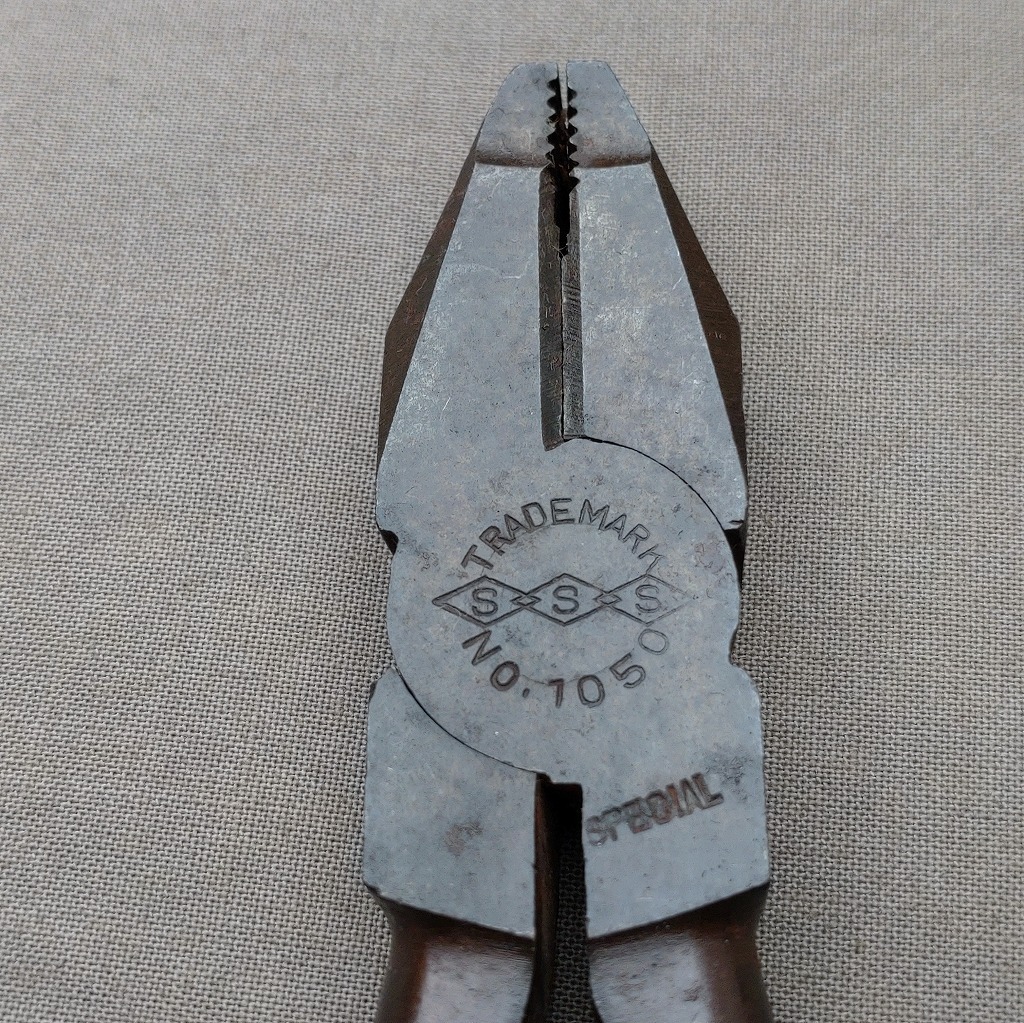 TRADEMARK
S S S
NO. 1050
SPECIAL